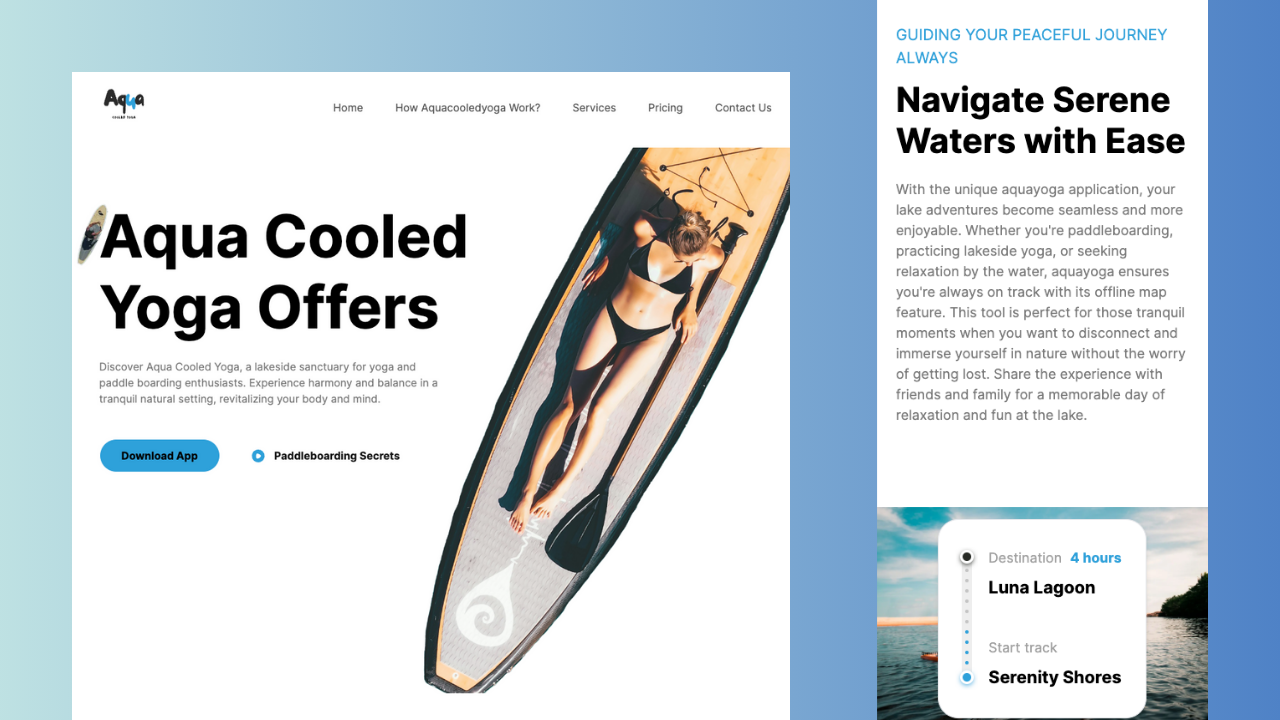 Aqua
COOLED YOGA
Home How Aquacooledyoga Work? Services Pricing Contact Us
Aqua Cooled
Yoga Offers
Discover Aqua Cooled Yoga, a lakeside sanctuary for yoga and
paddle boarding enthusiasts. Experience harmony and balance in a
tranquil natural setting, revitalizing your body and mind.
Download App
Paddleboarding Secrets
GUIDING YOUR PEACEFUL JOURNEY
ALWAYS
Navigate Serene
Waters with Ease
With the unique aquayoga application, your
lake adventures become seamless and more
enjoyable. Whether you're paddleboarding,
practicing lakeside yoga, or seeking
relaxation by the water, aquayoga ensures
you're always on track with its offline map
feature. This tool is perfect for those tranquil
moments when you want to disconnect and
immerse yourself in nature without the worry
of getting lost. Share the experience with
friends and family for a memorable day of
relaxation and fun at the lake.
Destination 4 hours
Luna Lagoon
Start track
Serenity Shores